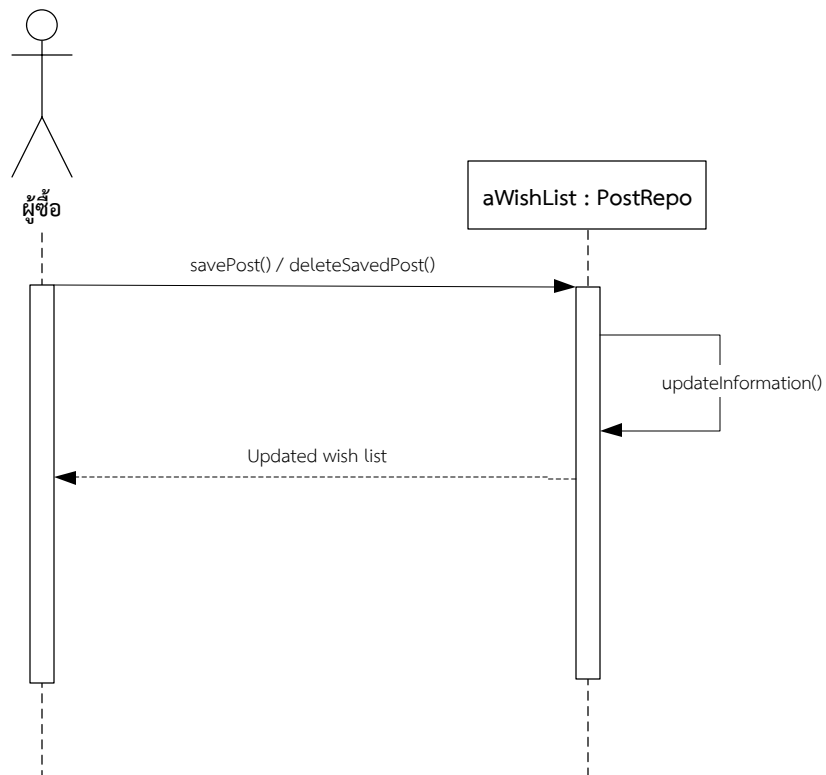 ผู้ซื้อ
aWishList : PostRepo
savePost() / deleteSavedPost()
updateInformation()
Updated wish list